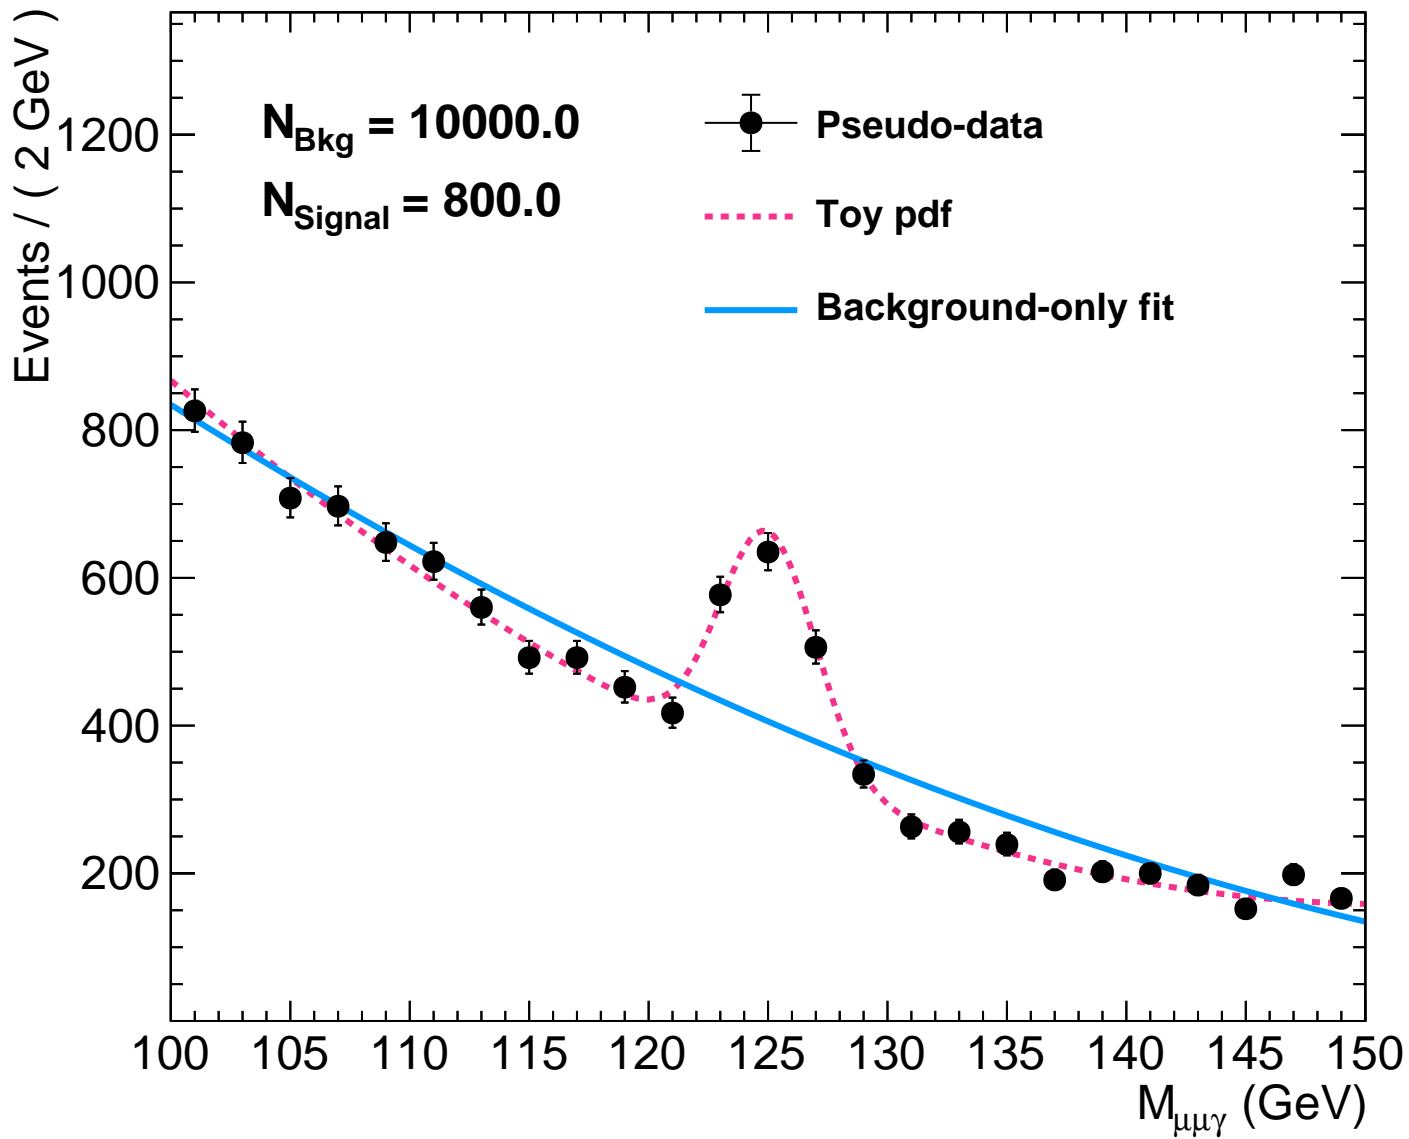 Events / ( 2 GeV )
1200
1000
800
600
400
200
N_Bkg = 10000.0
N_Signal = 800.0
Pseudo-data
Toy pdf
Background-only fit
100 105 110 115 120 125 130 135 140 145 150
M_μμγ (GeV)